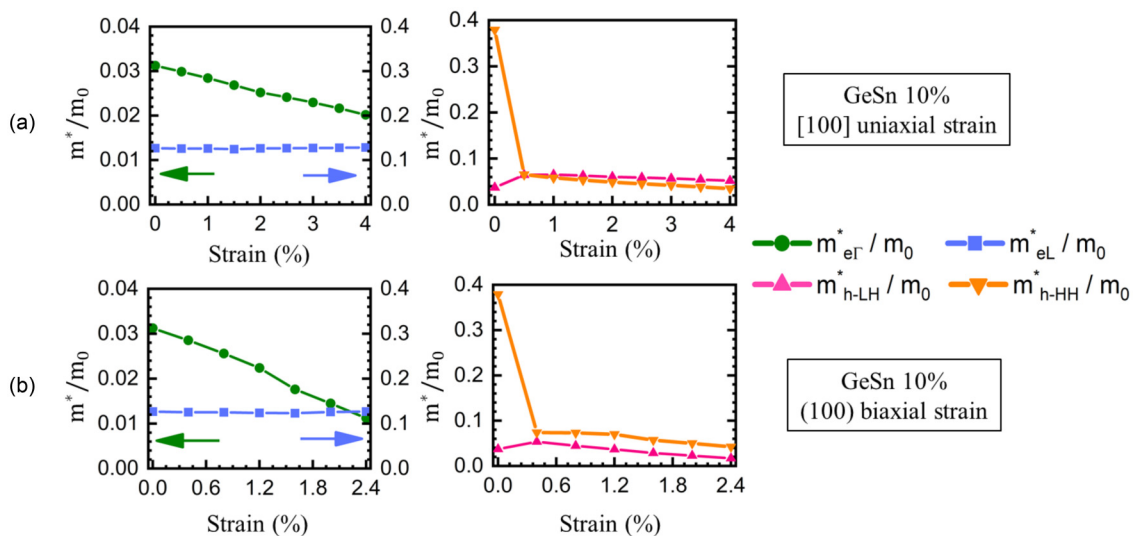 (a)
m*/m0
0.04
0.03
0.02
0.01
0.00
0.4
0.3
0.2
0.1
0.0
0 1 2 3 4
Strain (%)
m*/m0
0.4
0.3
0.2
0.1
0.0
0 1 2 3 4
Strain (%)
GeSn 10%
[100] uniaxial strain
m*eΓ / m0
m*eL / m0
m*h-LH / m0
m*h-HH / m0
(b)
m*/m0
0.04
0.03
0.02
0.01
0.00
0.4
0.3
0.2
0.1
0.0
0.0 0.6 1.2 1.8 2.4
Strain (%)
m*/m0
0.4
0.3
0.2
0.1
0.0
0.0 0.6 1.2 1.8 2.4
Strain (%)
GeSn 10%
(100) biaxial strain